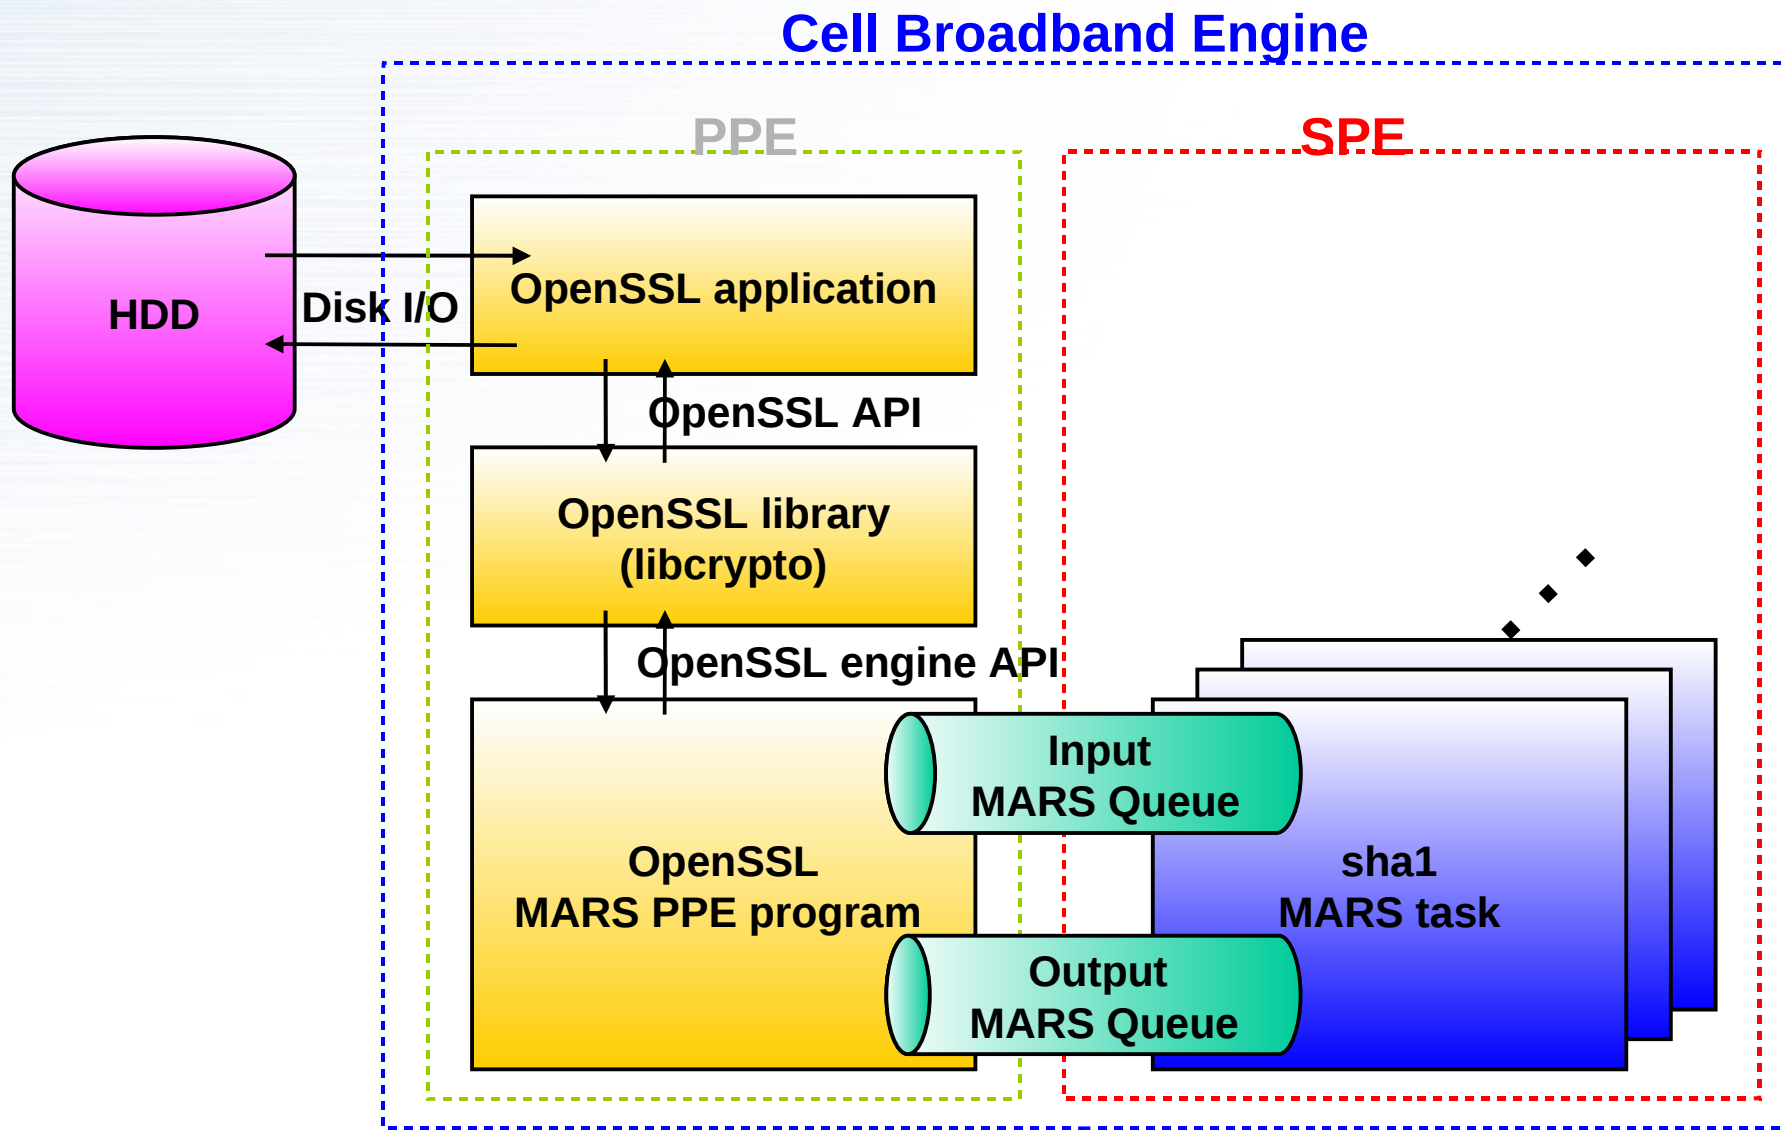 Cell Broadband Engine
PPE
SPE
HDD
Disk I/O
OpenSSL application
OpenSSL API
OpenSSL library
(libcrypto)
OpenSSL engine API
OpenSSL
MARS PPE program
Input
MARS Queue
Output
MARS Queue
sha1
MARS task